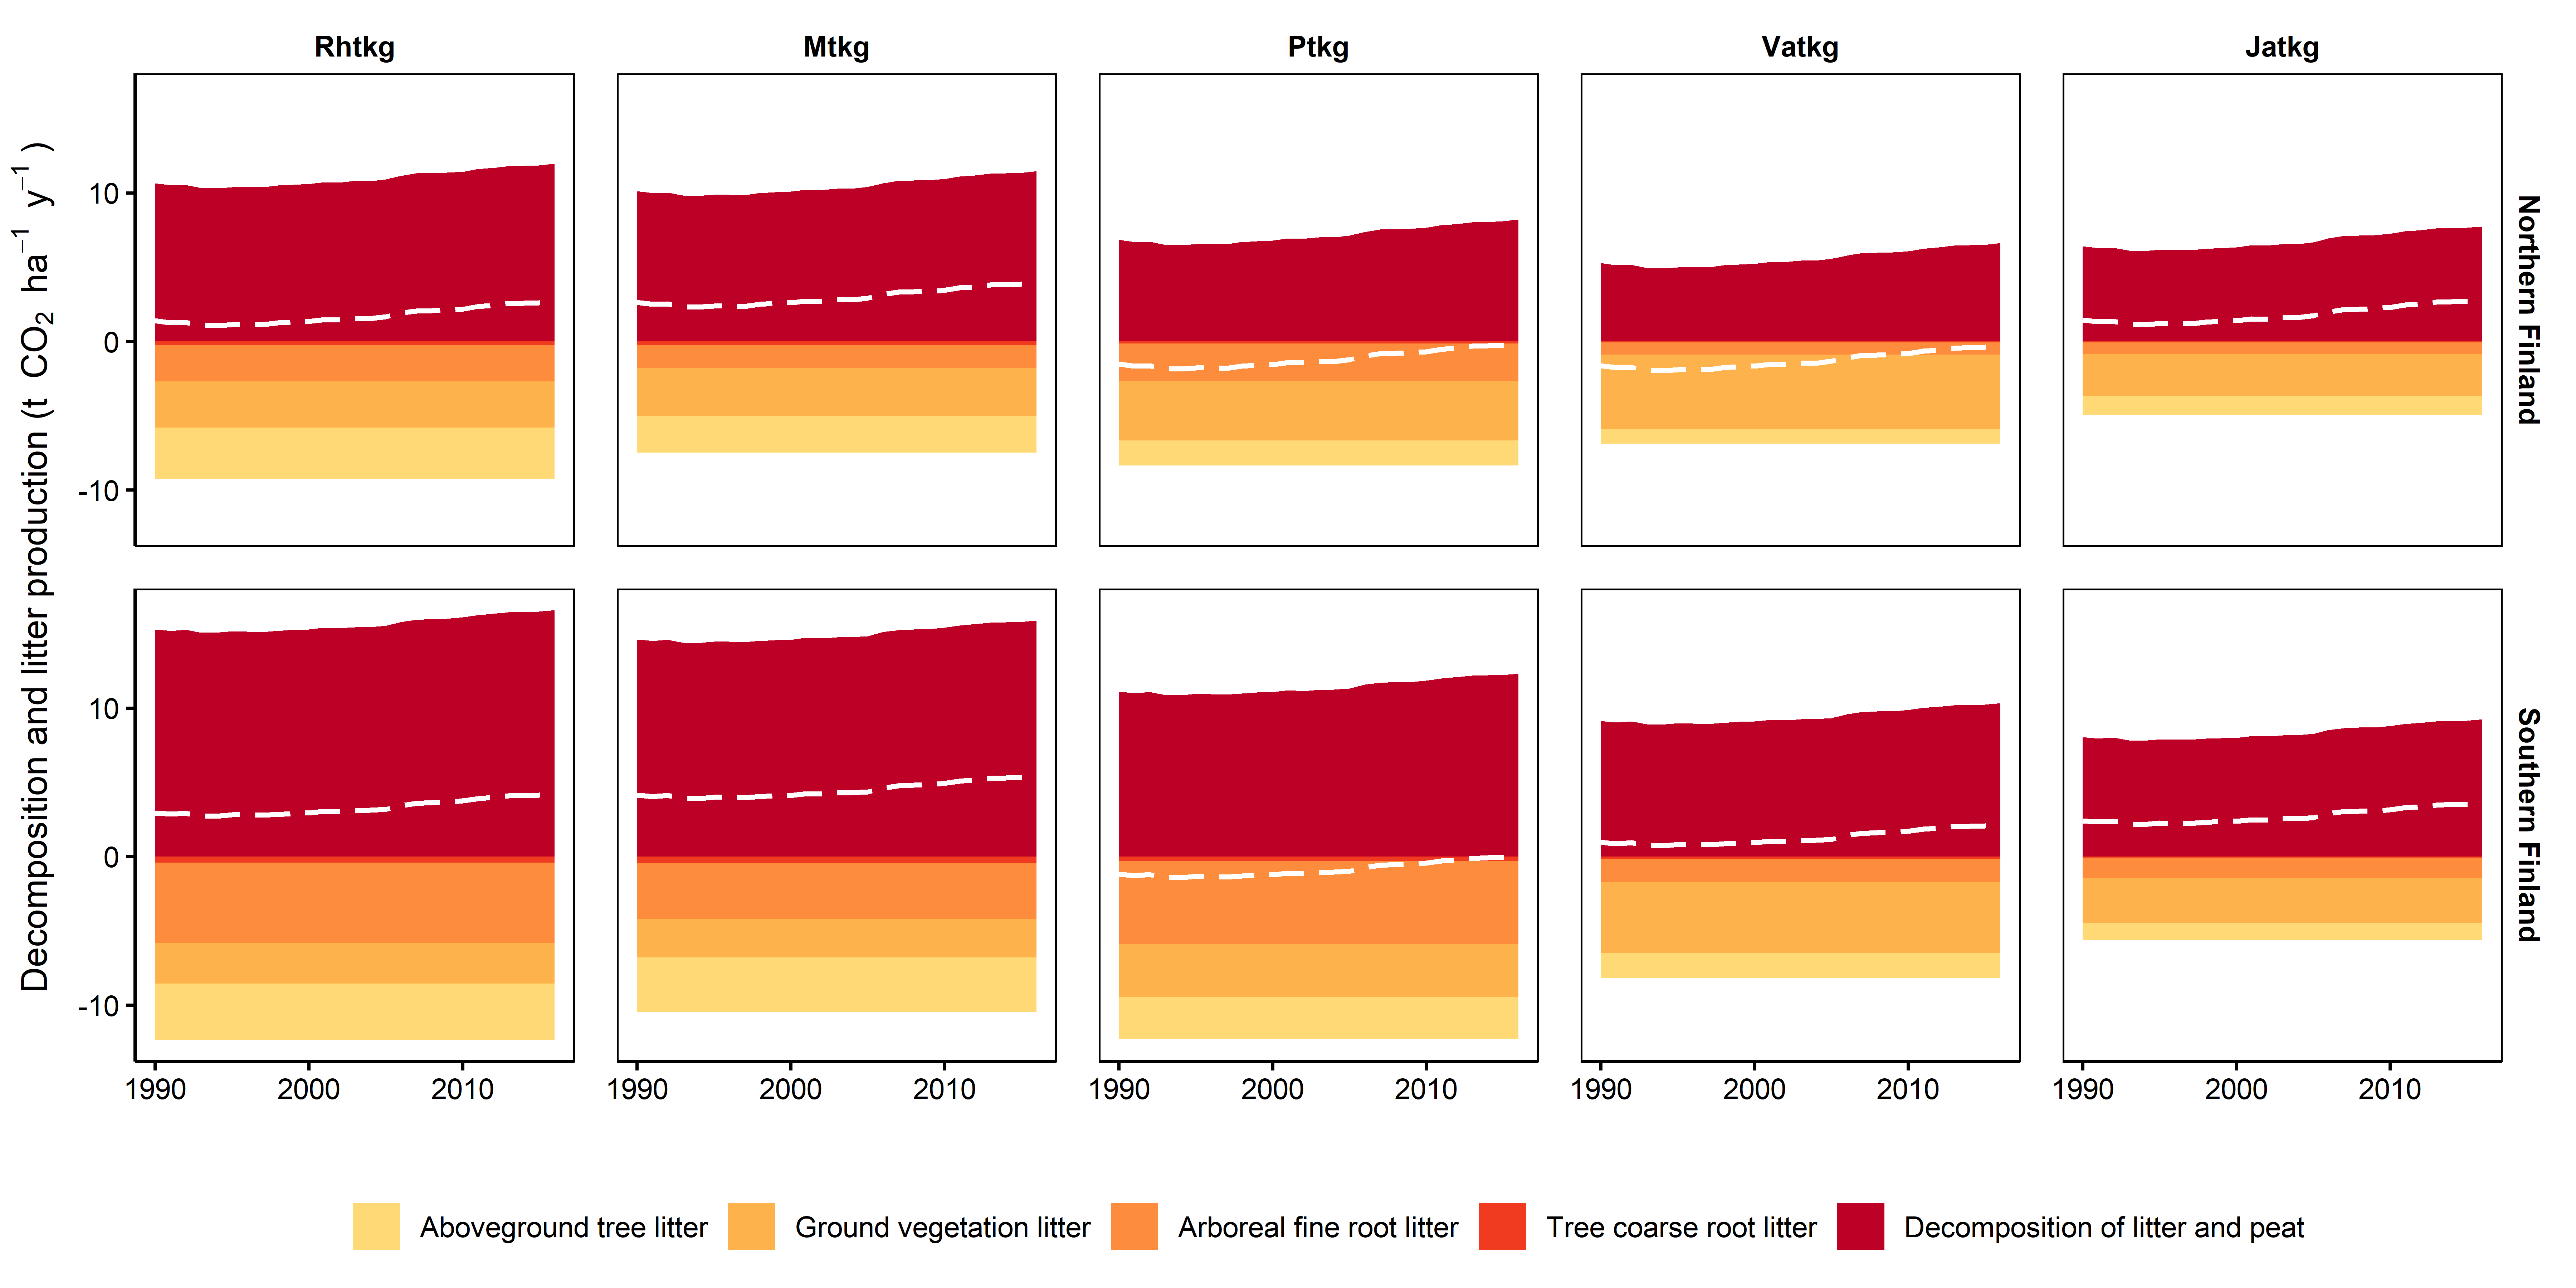 Rhtkg Mtkg Ptkg Vatkg Jatkg
Decomposition and litter production (t CO₂ ha⁻¹ y⁻¹)
10
0
-10
Northern Finland
10
0
-10
Southern Finland
1990 2000 2010 1990 2000 2010 1990 2000 2010 1990 2000 2010 1990 2000 2010
Aboveground tree litter Ground vegetation litter Arboreal fine root litter Tree coarse root litter Decomposition of litter and peat